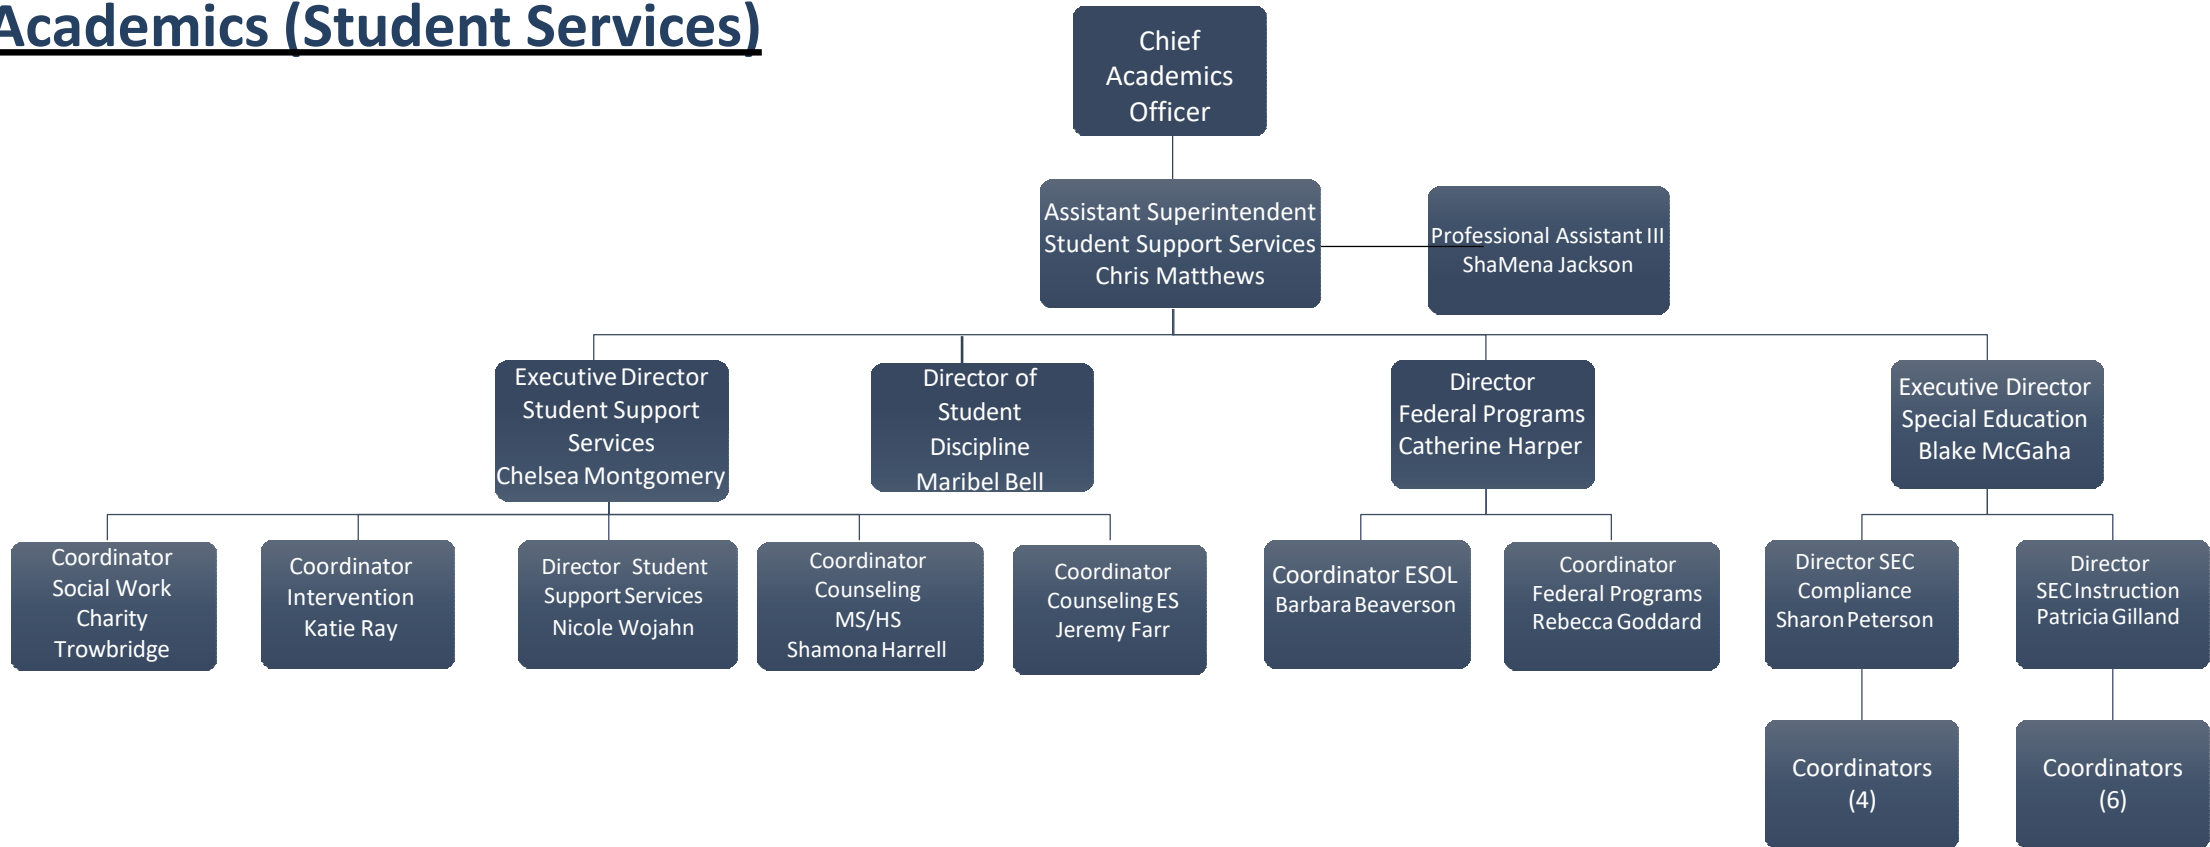 Academics (Student Services)
Chief
Academics
Officer
Assistant Superintendent
Student Support Services
Chris Matthews
Professional Assistant III
ShaMena Jackson
Executive Director
Student Support
Services
Chelsea Montgomery
Director of
Student
Discipline
Maribel Bell
Director
Federal Programs
Catherine Harper
Executive Director
Special Education
Blake McGaha
Coordinator
Social Work
Charity
Trowbridge
Coordinator
Intervention
Katie Ray
Director Student
Support Services
Nicole Wojahn
Coordinator
Counseling
MS/HS
Shamona Harrell
Coordinator
Counseling ES
Jeremy Farr
Coordinator ESOL
Barbara Beaverson
Coordinator
Federal Programs
Rebecca Goddard
Director SEC
Compliance
Sharon Peterson
Director
SEC Instruction
Patricia Gilland
Coordinators
(4)
Coordinators
(6)